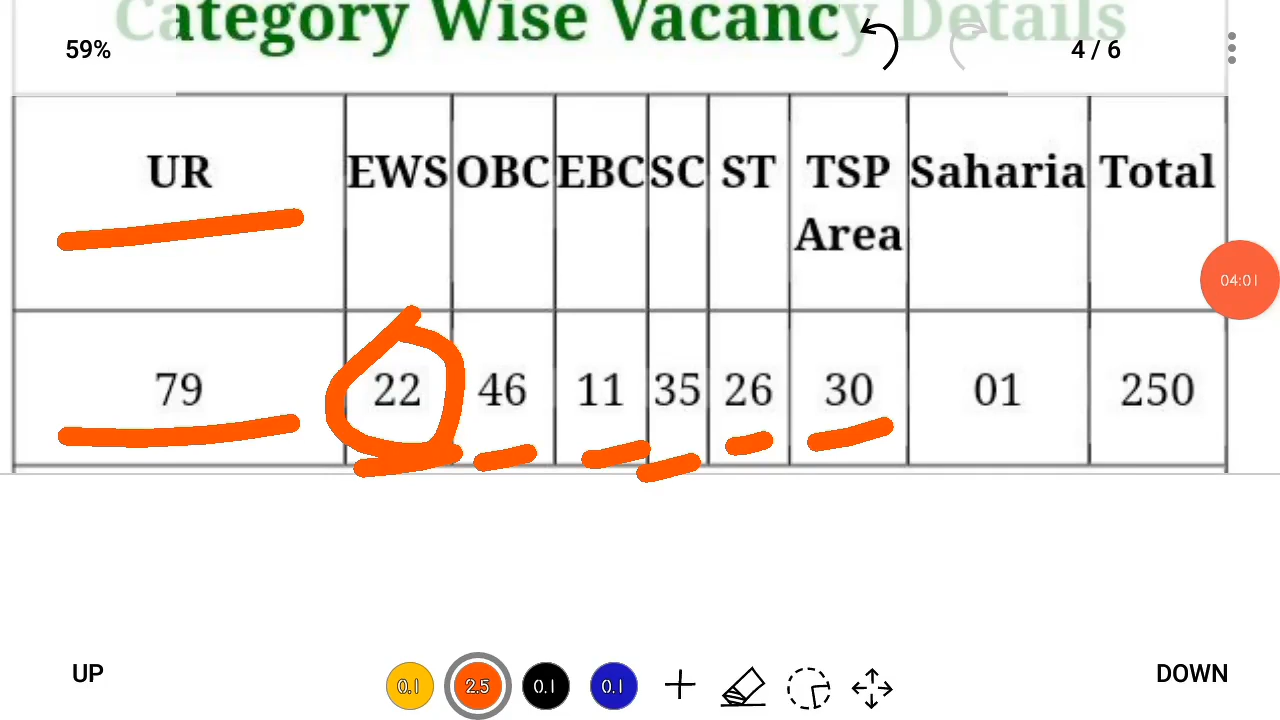 Category Wise Vacancy Details
59%
4 / 6
UR EWS OBC EBC SC ST TSP Area Saharia Total
04:01
79 22 46 11 35 26 30 01 250
UP
0.1 2.5 0.1 0.1
DOWN